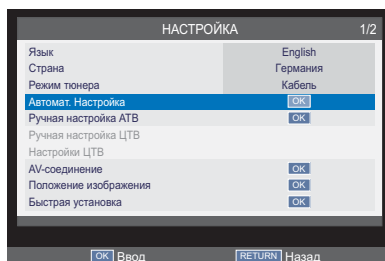 НАСТРОЙКА 1/2
Язык English
Страна Германия
Режим тюнера Кабель
Автомат. Настройка OK
Ручная настройка АТВ OK
Ручная настройка ЦТВ
Настройки ЦТВ
AV-соединение OK
Положение изображения OK
Быстрая установка OK
OK Ввод RETURN Назад